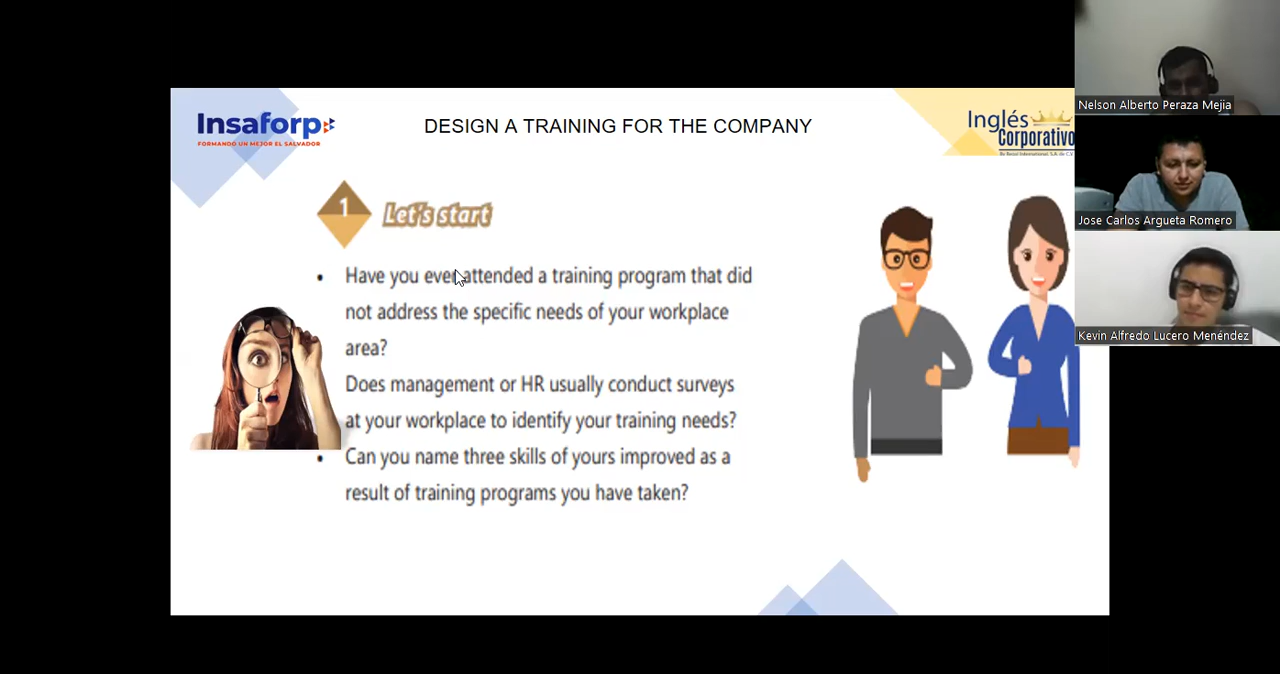 Insaforp
FORMANDO UN MEJOR EL SALVADOR
DESIGN A TRAINING FOR THE COMPANY
Inglés
Corporativo
1
Let's start
• Have you ever attended a training program that did
not address the specific needs of your workplace
area?
Does management or HR usually conduct surveys
at your workplace to identify your training needs?
• Can you name three skills of yours improved as a
result of training programs you have taken?
Nelson Alberto Peraza Mejia
Jose Carlos Argueta Romero
Kevin Alfredo Lucero Menéndez